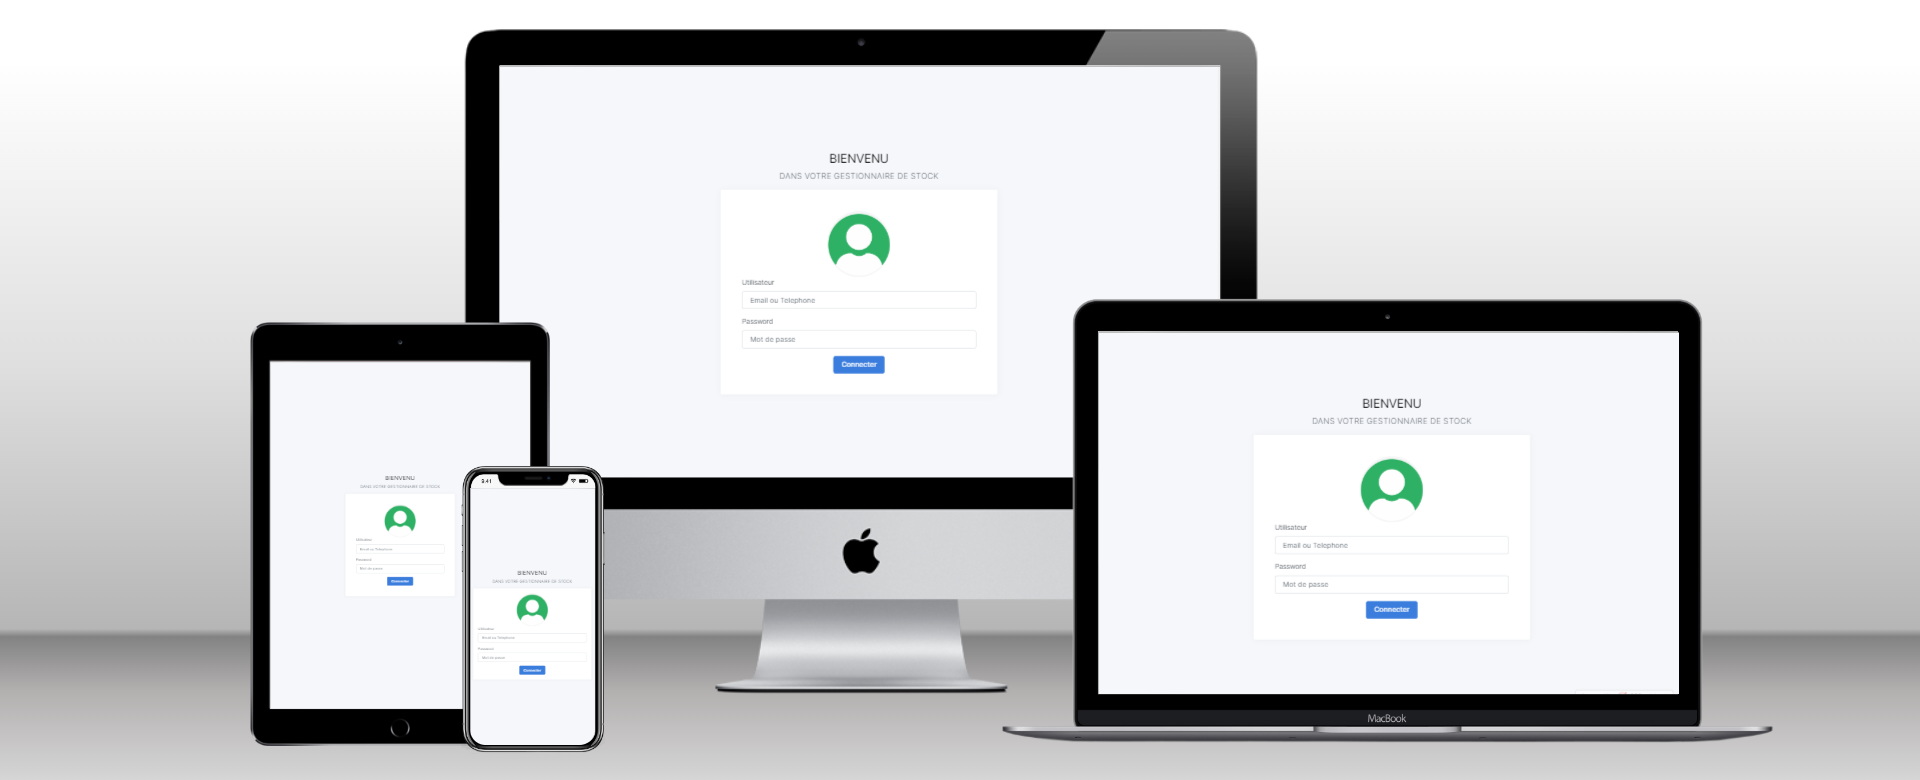 BIENVENU
DANS VOTRE GESTIONNAIRE DE STOCK
Utilisateur
Email ou Telephone
Password
Mot de passe
Connecter
BIENVENU
DANS VOTRE GESTIONNAIRE DE STOCK
Utilisateur
Email ou Telephone
Password
Mot de passe
Connecter
MacBook
BIENVENU
DANS VOTRE GESTIONNAIRE DE STOCK
Utilisateur
Email ou Telephone
Password
Mot de passe
Connecter
3:41
BIENVENU
DANS VOTRE GESTIONNAIRE DE STOCK
Utilisateur
Email ou Telephone
Password
Mot de passe
Connecter